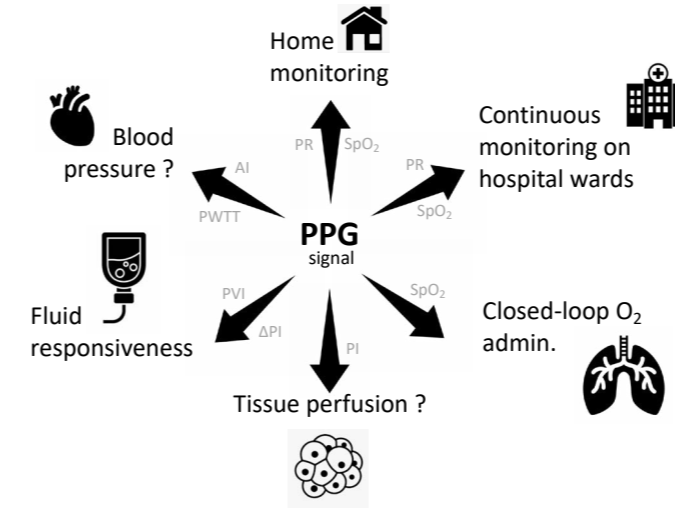 Home
monitoring
PR
SpO₂
Continuous
monitoring on
hospital wards
PR
SpO₂
Blood
pressure ?
AI
PWTT
PPG
signal
Fluid
responsiveness
PVI
ΔPI
PI
SpO₂
Closed-loop O₂
admin.
Tissue perfusion ?